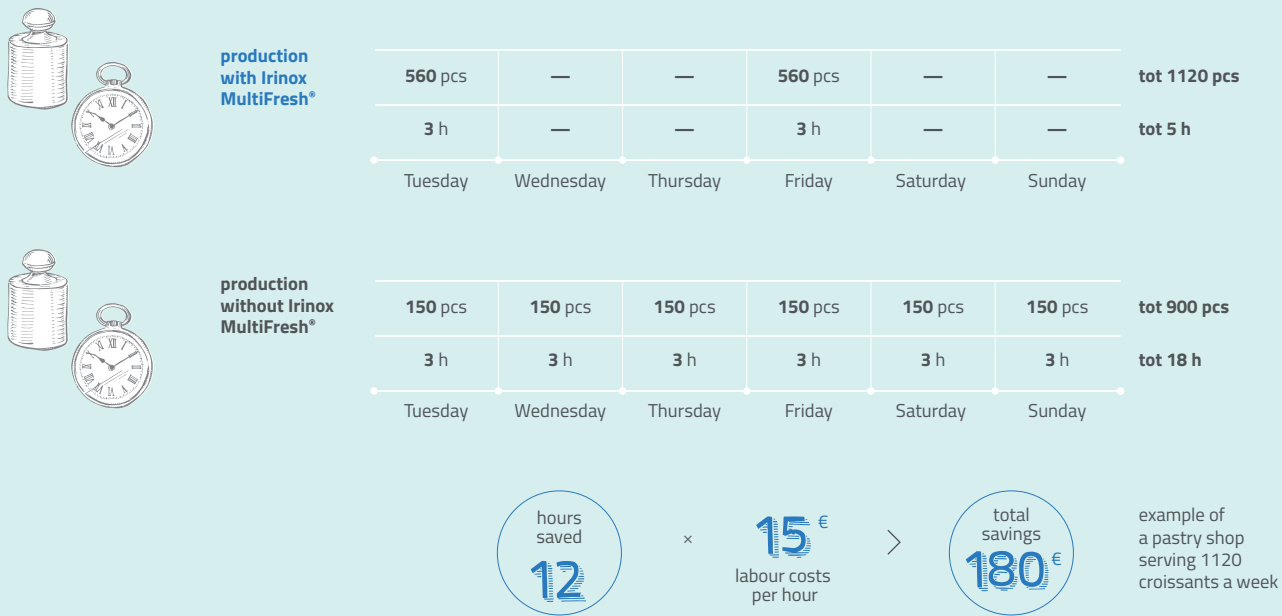 production
with Irinox
MultiFresh®
560 pcs — — 560 pcs — — tot 1120 pcs
3 h — — 3 h — — tot 5 h
Tuesday Wednesday Thursday Friday Saturday Sunday
production
without Irinox
MultiFresh®
150 pcs 150 pcs 150 pcs 150 pcs 150 pcs 150 pcs tot 900 pcs
3 h 3 h 3 h 3 h 3 h 3 h tot 18 h
Tuesday Wednesday Thursday Friday Saturday Sunday
hours
saved
12
×
15 €
labour costs
per hour
>
total
savings
180 €
example of
a pastry shop
serving 1120
croissants a week